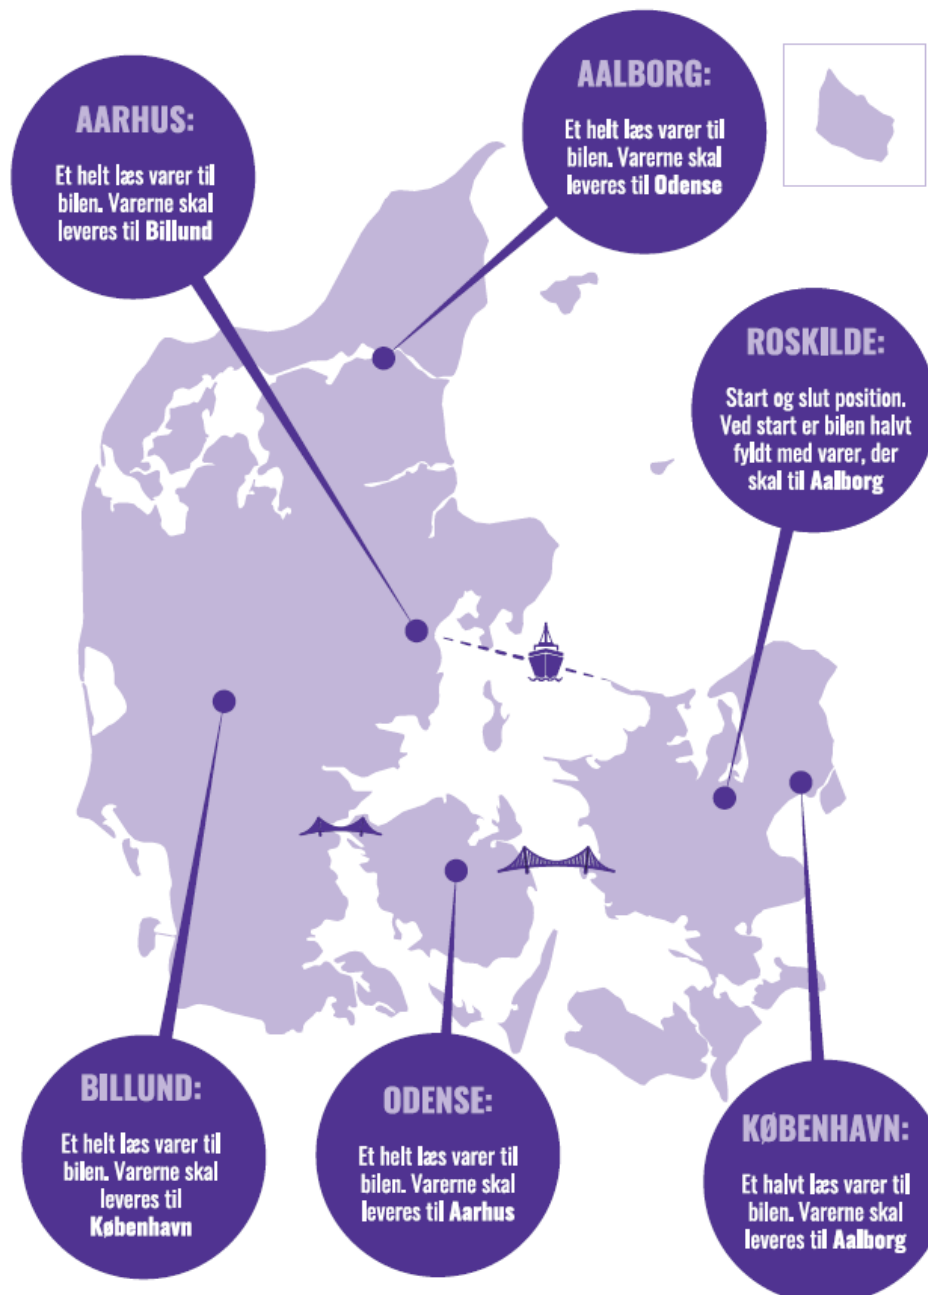 AARHUS:
Et helt læs varer til
bilen. Varerne skal
leveres til Billund
AALBORG:
Et helt læs varer til
bilen. Varerne skal
leveres til Odense
ROSKILDE:
Start og slut position.
Ved start er bilen halvt
fyldt med varer, der
skal til Aalborg
BILLUND:
Et helt læs varer til
bilen. Varerne skal
leveres til
København
ODENSE:
Et helt læs varer til
bilen. Varerne skal
leveres til Aarhus
KØBENHAVN:
Et halvt læs varer til
bilen. Varerne skal
leveres til Aalborg